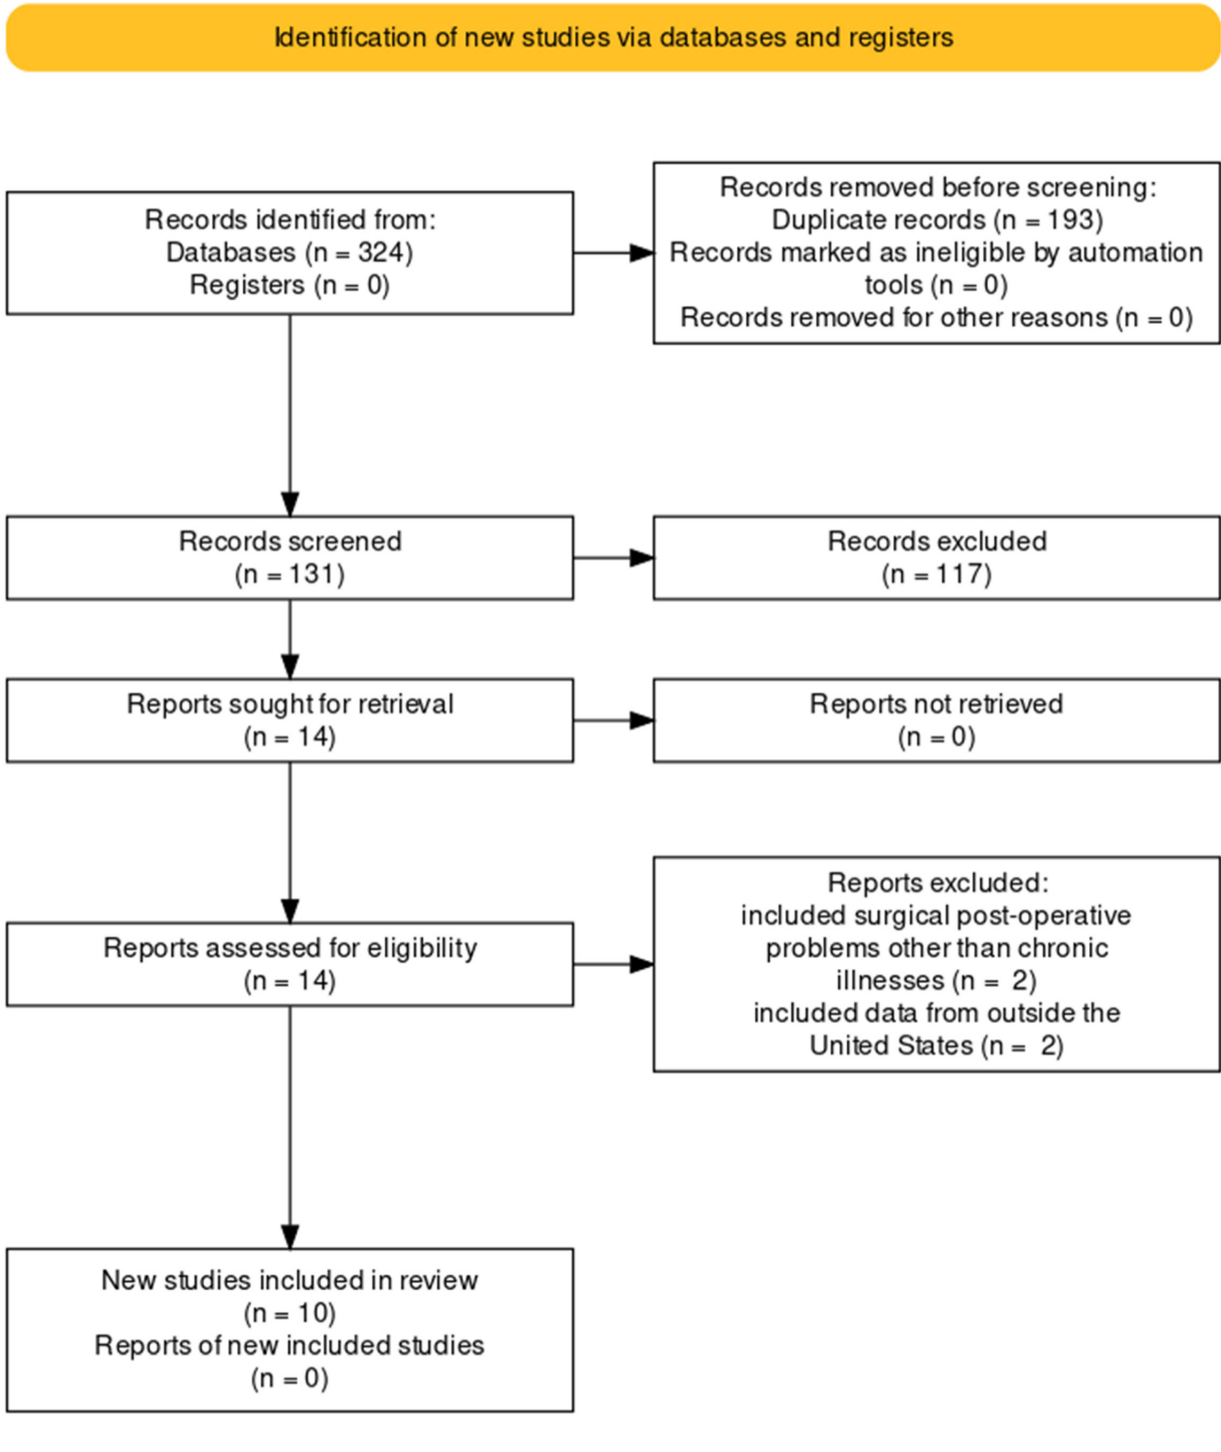 Identification of new studies via databases and registers
Records identified from:
Databases (n = 324)
Registers (n = 0)
Records removed before screening:
Duplicate records (n = 193)
Records marked as ineligible by automation
tools (n = 0)
Records removed for other reasons (n = 0)
Records screened
(n = 131)
Records excluded
(n = 117)
Reports sought for retrieval
(n = 14)
Reports not retrieved
(n = 0)
Reports assessed for eligibility
(n = 14)
Reports excluded:
included surgical post-operative
problems other than chronic
illnesses (n = 2)
included data from outside the
United States (n = 2)
New studies included in review
(n = 10)
Reports of new included studies
(n = 0)